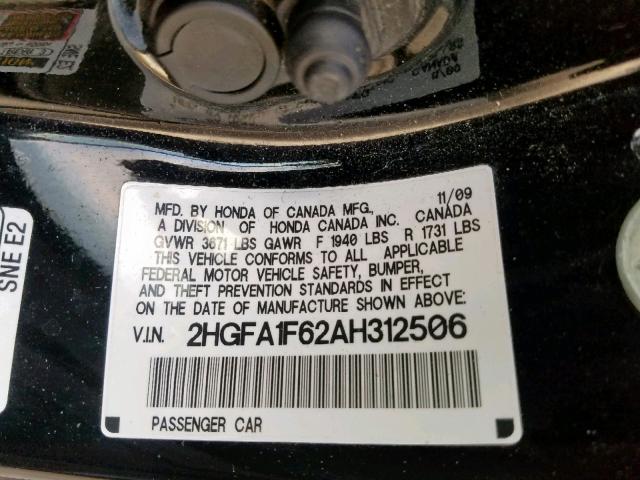 11/09
MFD. BY HONDA OF CANADA MFG.,
A DIVISION OF HONDA CANADA INC. CANADA
GVWR 3671 LBS GAWR F 1940 LBS R 1731 LBS
THIS VEHICLE CONFORMS TO ALL APPLICABLE
FEDERAL MOTOR VEHICLE SAFETY, BUMPER,
AND THEFT PREVENTION STANDARDS IN EFFECT
ON THE DATE OF MANUFACTURE SHOWN ABOVE:
V.I.N. 2HGFA1F62AH312506
PASSENGER CAR
SNE E2